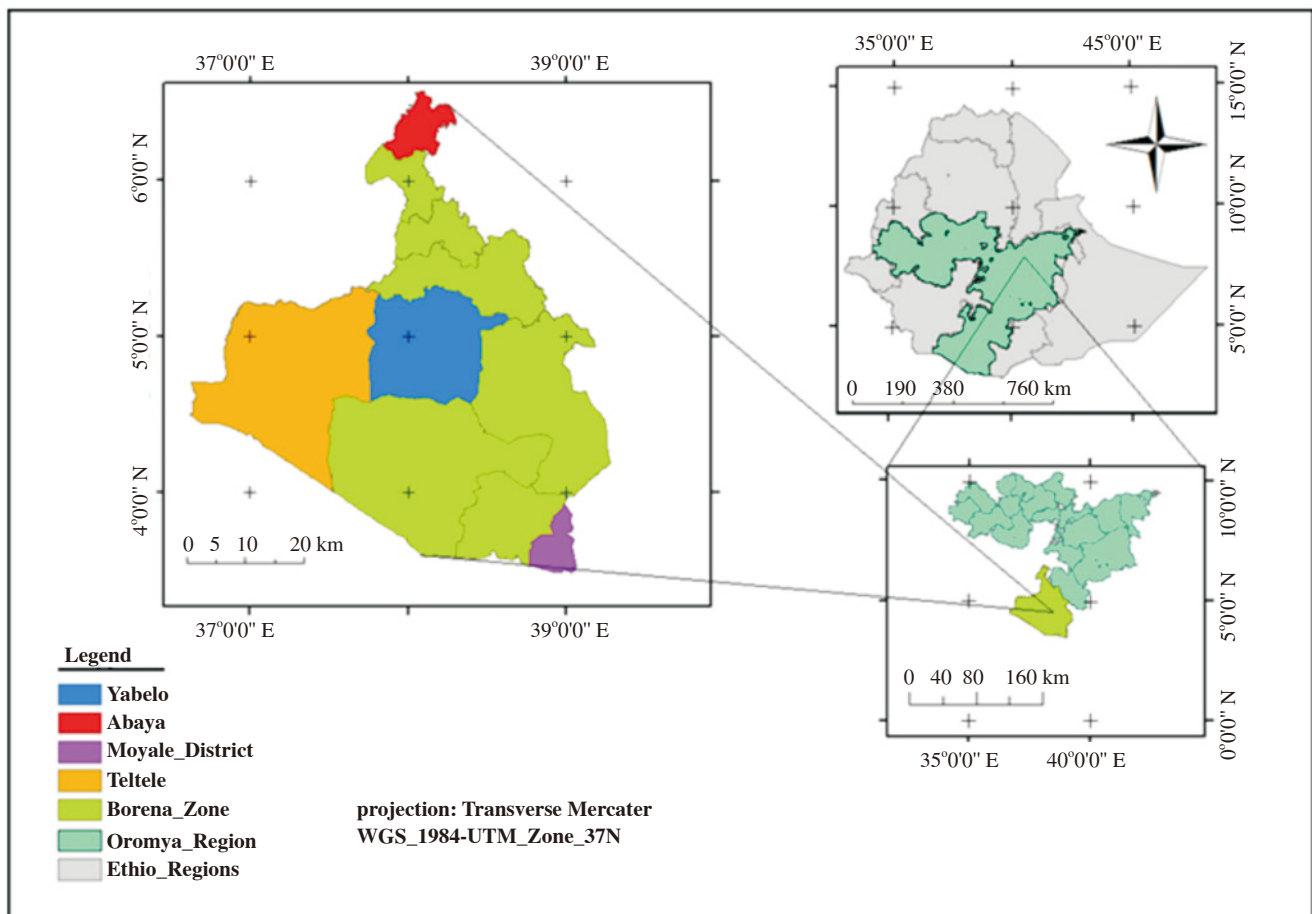 37°0'0" E 39°0'0" E
6°0'0" N
5°0'0" N
4°0'0" N
0 5 10 20 km
37°0'0" E 39°0'0" E
35°0'0" E 45°0'0" E
15°0'0" N
10°0'0" N
5°0'0" N
0 190 380 760 km
10°0'0" N
5°0'0" N
0°0'0" N
0 40 80 160 km
35°0'0" E 40°0'0" E
Legend
Yabelo
Abaya
Moyale_District
Teltele
Borena_Zone
Oromya_Region
Ethio_Regions
projection: Transverse Mercater
WGS_1984-UTM_Zone_37N